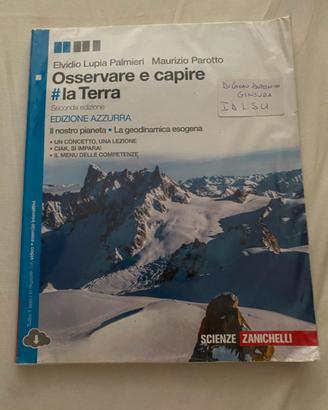 Elvidio Lupia Palmieri Maurizio Parotto
Osservare e capire
#la Terra
Seconda edizione
EDIZIONE AZZURRA
Il nostro pianeta • La geodinamica esogena
• UN CONCETTO, UNA LEZIONE
• CIAK, SI IMPARA!
• IL MENU DELLE COMPETENZE
GINEVRA
SCIENZE ZANICHELLI